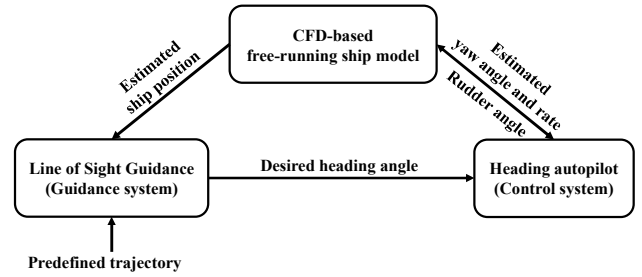 CFD-based
free-running ship model
Estimated
ship position
Estimated
yaw angle and rate
Rudder angle
Line of Sight Guidance
(Guidance system)
Desired heading angle
Heading autopilot
(Control system)
Predefined trajectory